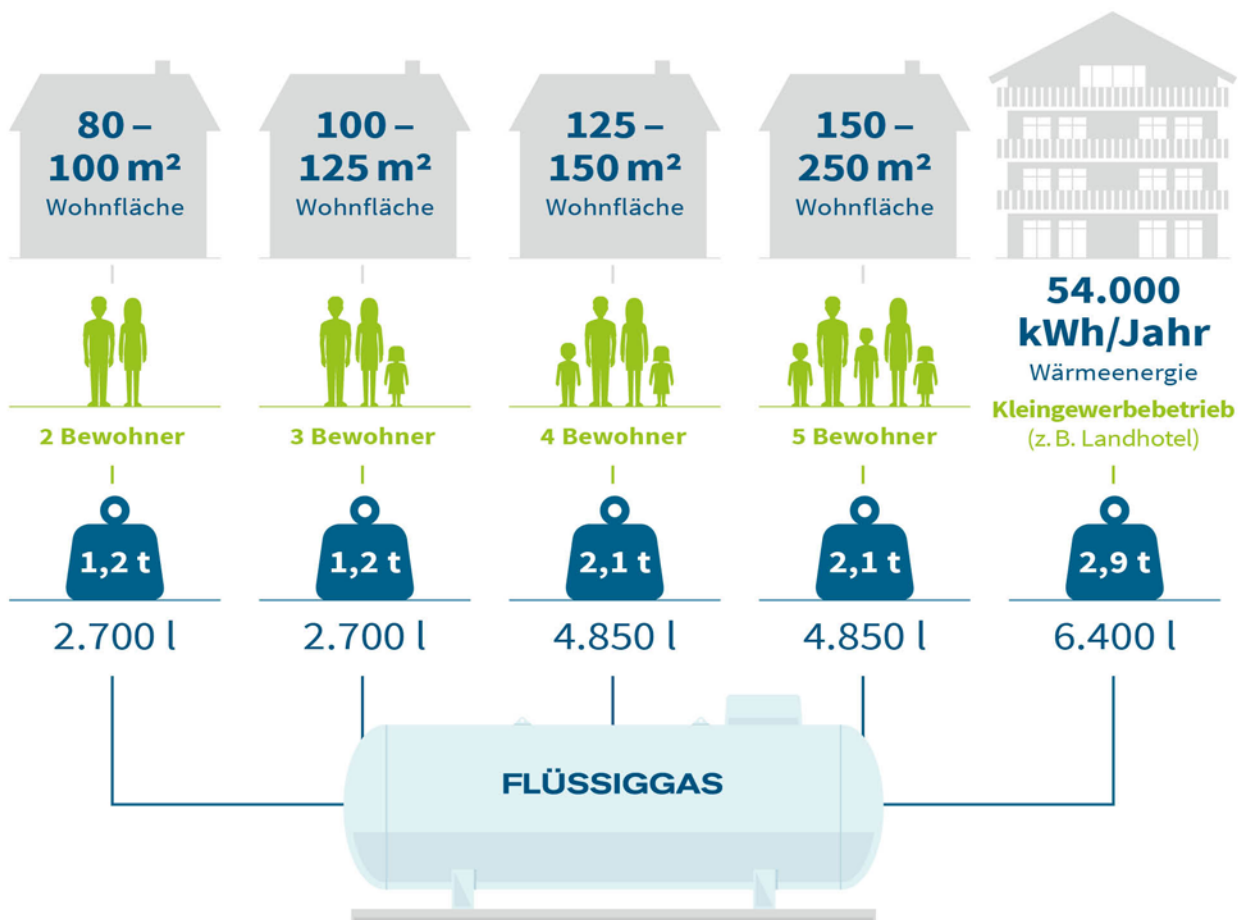 80 –
100 m²
Wohnfläche
100 –
125 m²
Wohnfläche
125 –
150 m²
Wohnfläche
150 –
250 m²
Wohnfläche
54.000
kWh/Jahr
Wärmeenergie
Kleingewerbebetrieb
(z. B. Landhotel)
2 Bewohner
3 Bewohner
4 Bewohner
5 Bewohner
1,2 t
1,2 t
2,1 t
2,1 t
2,9 t
2.700 l
2.700 l
4.850 l
4.850 l
6.400 l
FLÜSSIGGAS